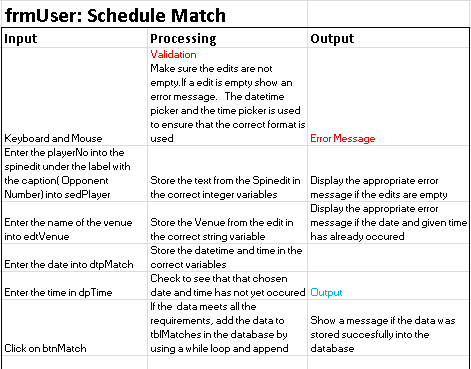 frmUser: Schedule Match
Input Processing Output
Validation
Make sure the edits are not
empty.If a edit is empty show an
error message. The datetime
picker and the time picker is used
to ensure that the correct format is
Keyboard and Mouse used Error Message
Enter the playerNo into the
spinedit under the label with
the caption( Opponent Store the text from the Spinedit in Display the appropriate error
Number) into sedPlayer the correct integer variables message if the edits are empty
Display the appropriate error
Enter the name of the venue Store the Venue from the edit in message if the date and given time
into edtVenue the correct string variable has already occured
Store the datetime and time in the
Enter the date into dtpMatch correct variables
Check to see that that chosen
Enter the time in dpTime date and time has not yet occured Output
If the data meets all the
requirements, add the data to Show a message if the data was
tblMatches in the database by stored succesfully into the
Click on btnMatch using a while loop and append database